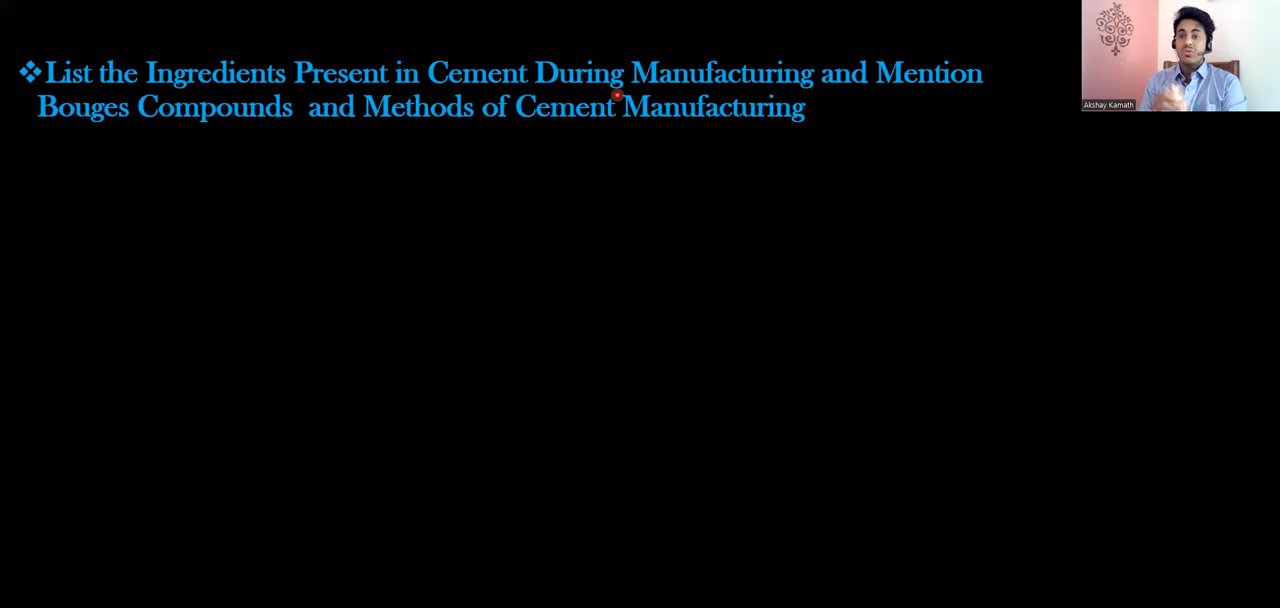 ❖List the Ingredients Present in Cement During Manufacturing and Mention
Bouges Compounds and Methods of Cement Manufacturing
Akshay Kamath